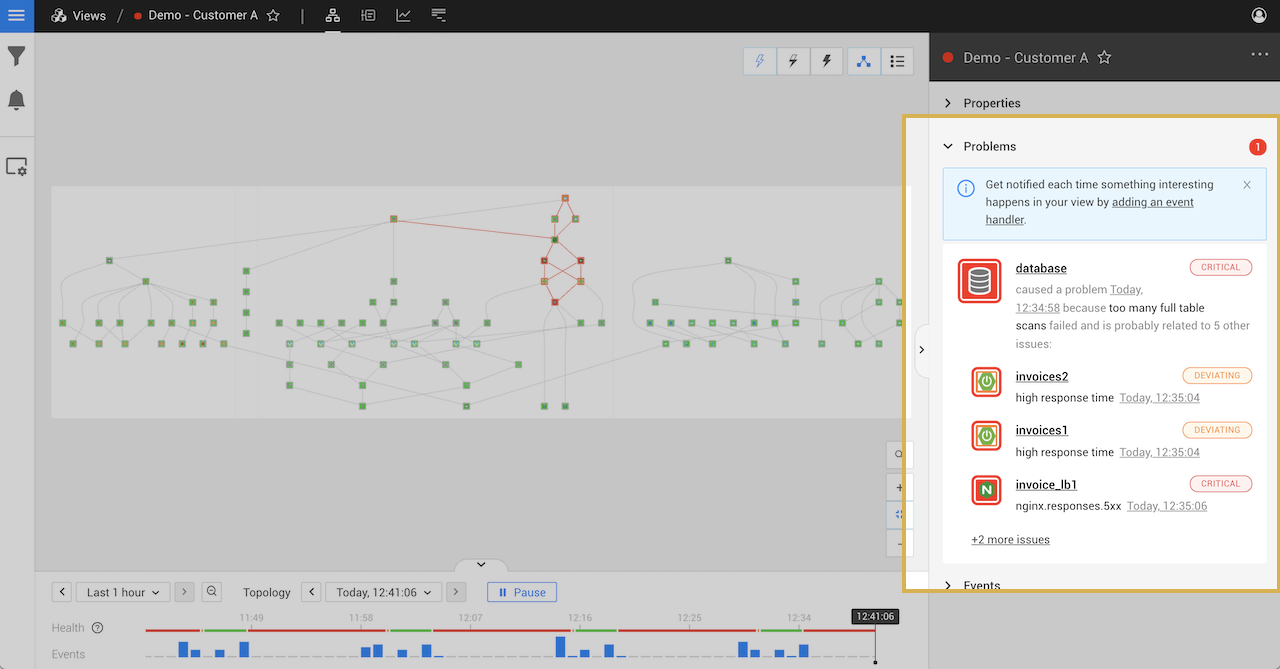 Views / Demo - Customer A
Demo - Customer A
Properties
Problems
1
Get notified each time something interesting
happens in your view by adding an event
handler.
database
CRITICAL
caused a problem Today,
12:34:58 because too many full table
scans failed and is probably related to 5 other
issues:
invoices2
DEVIATING
high response time Today, 12:35:04
invoices1
DEVIATING
high response time Today, 12:35:04
N
invoice_lb1
CRITICAL
nginx.responses.5xx Today, 12:35:06
+2 more issues
Events
Last 1 hour
Topology
Today, 12:41:06
Pause
11:49
11:58
12:07
12:16
12:25
12:34
12:41:06
Health
Events